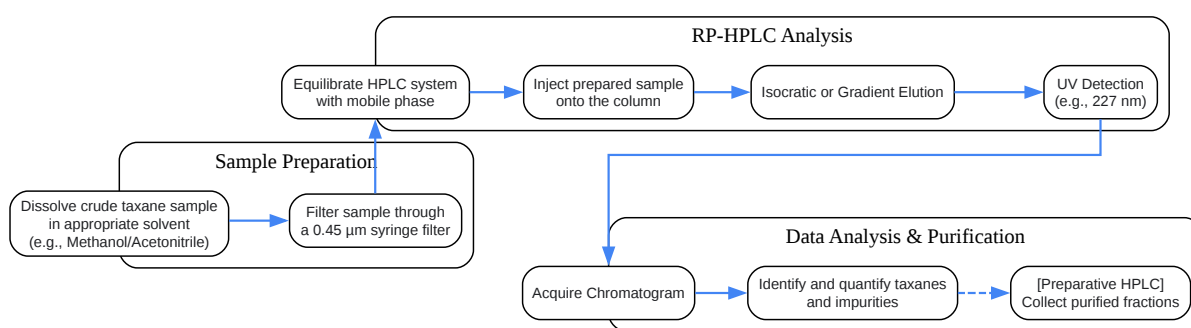 RP-HPLC Analysis
Equilibrate HPLC system
with mobile phase
Inject prepared sample
onto the column
Isocratic or Gradient Elution
UV Detection
(e.g., 227 nm)
Sample Preparation
Dissolve crude taxane sample
in appropriate solvent
(e.g., Methanol/Acetonitrile)
Filter sample through
a 0.45 µm syringe filter
Data Analysis & Purification
Acquire Chromatogram
Identify and quantify taxanes
and impurities
[Preparative HPLC]
Collect purified fractions